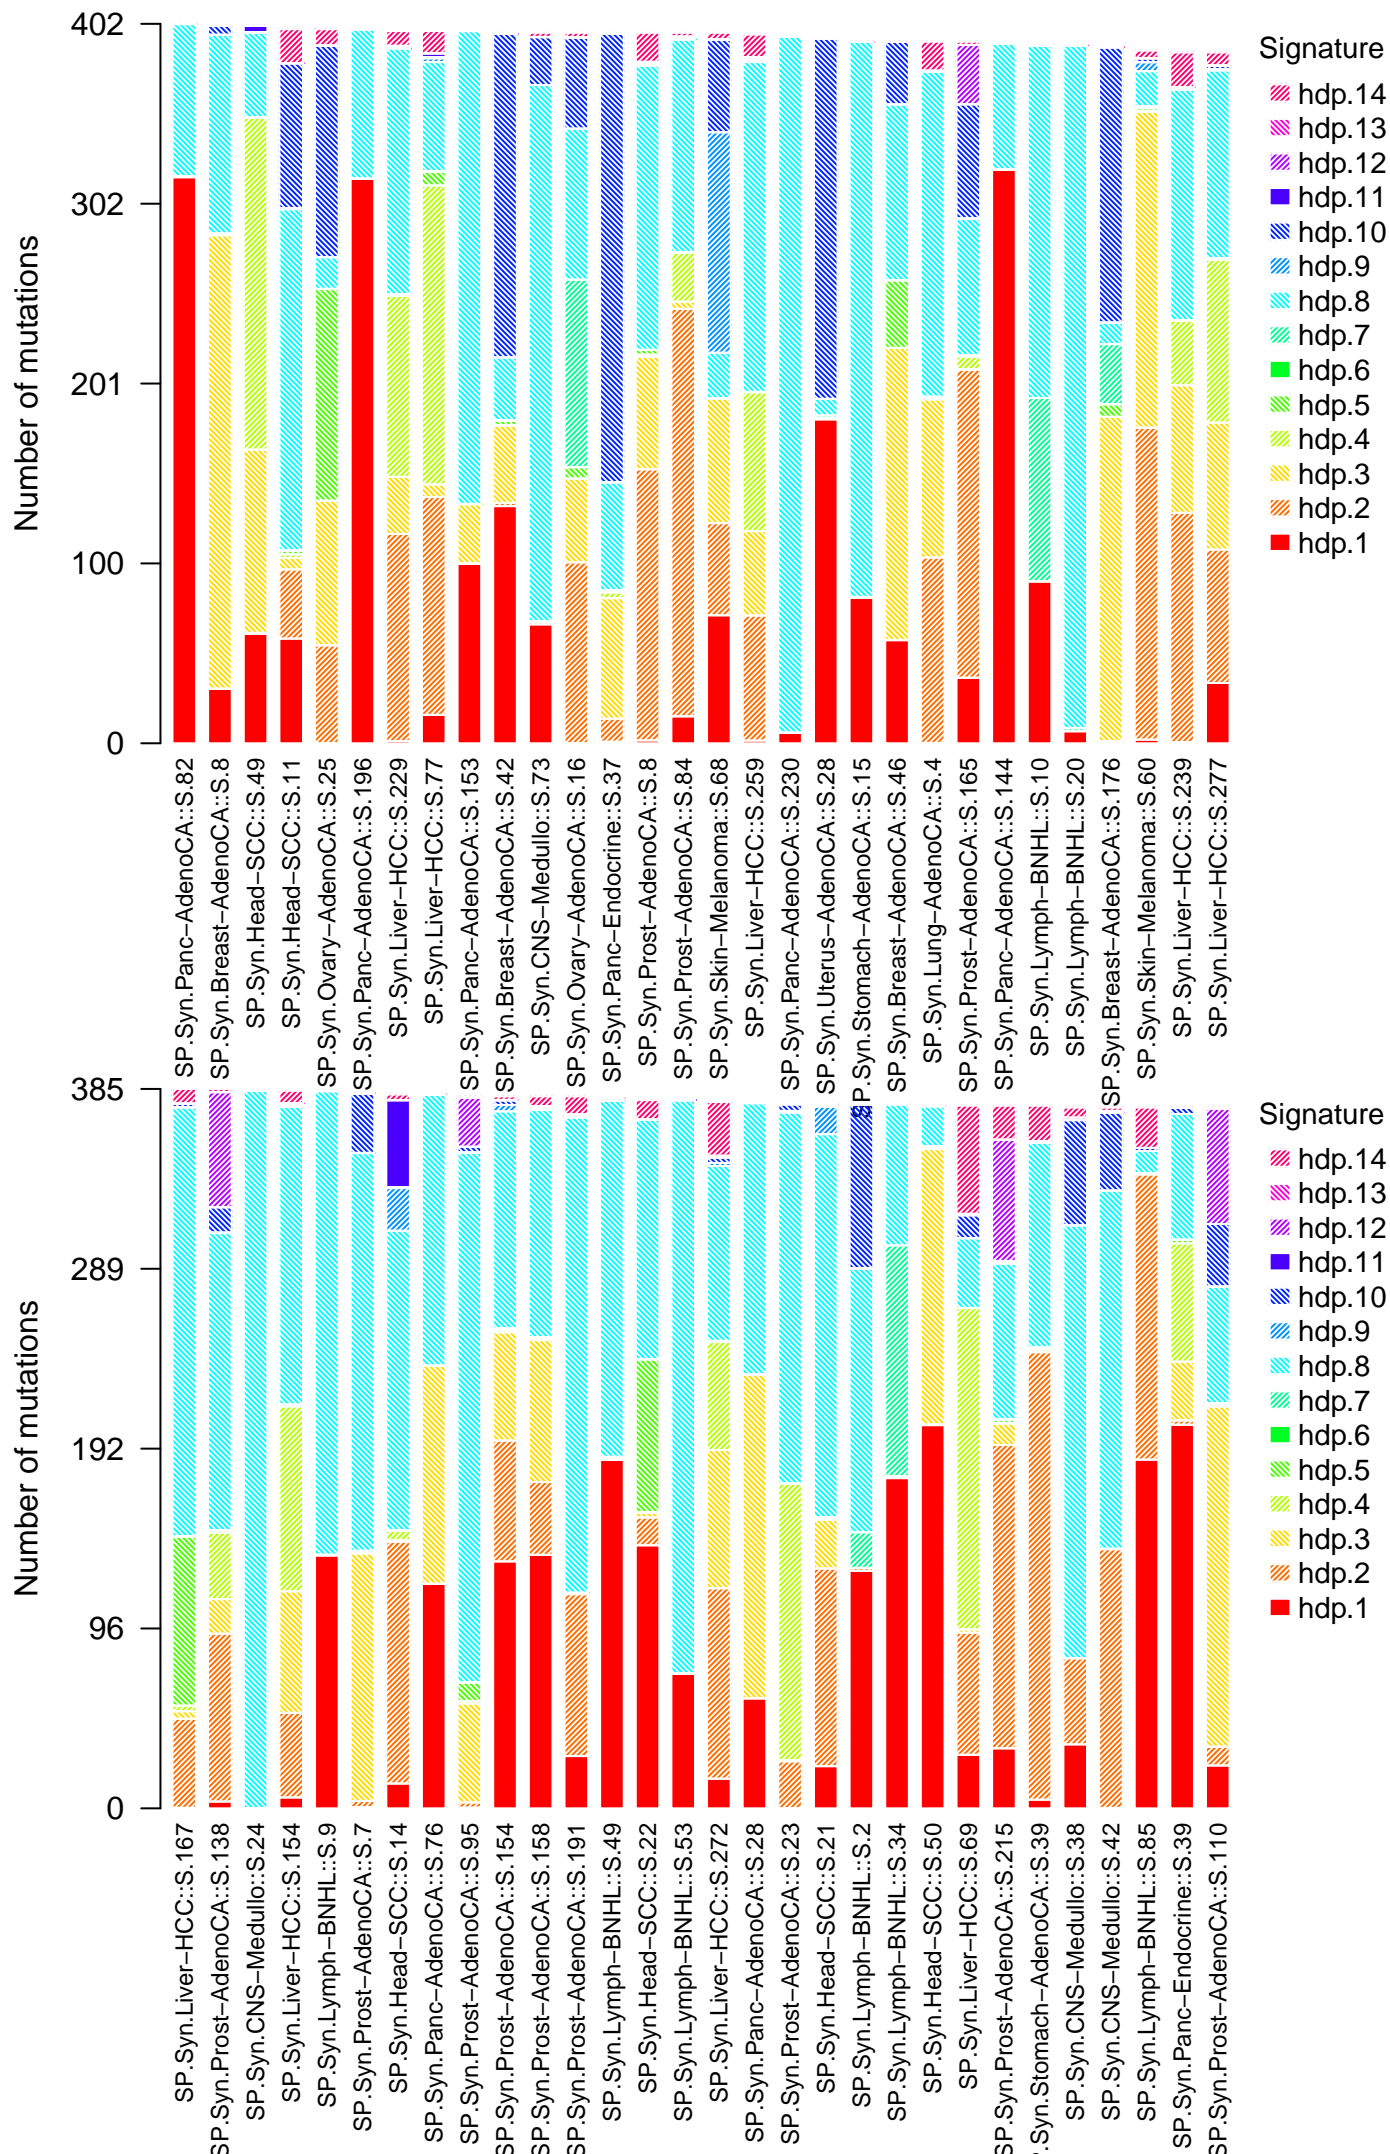 Number of mutations
402
302
201
100
0
Signature
hdp.14
hdp.13
hdp.12
hdp.11
hdp.10
hdp.9
hdp.8
hdp.7
hdp.6
hdp.5
hdp.4
hdp.3
hdp.2
hdp.1
SP.Syn.Panc−AdenoCA::S.82
SP.Syn.Breast−AdenoCA::S.8
SP.Syn.Head−SCC::S.49
SP.Syn.Head−SCC::S.11
SP.Syn.Ovary−AdenoCA::S.25
SP.Syn.Panc−AdenoCA::S.196
SP.Syn.Liver−HCC::S.229
SP.Syn.Liver−HCC::S.77
SP.Syn.Panc−AdenoCA::S.153
SP.Syn.Breast−AdenoCA::S.42
SP.Syn.CNS−Medullo::S.73
SP.Syn.Ovary−AdenoCA::S.16
SP.Syn.Panc−Endocrine::S.37
SP.Syn.Prost−AdenoCA::S.8
SP.Syn.Prost−AdenoCA::S.84
SP.Syn.Skin−Melanoma::S.68
SP.Syn.Liver−HCC::S.259
SP.Syn.Panc−AdenoCA::S.230
SP.Syn.Uterus−AdenoCA::S.28
SP.Syn.Stomach−AdenoCA::S.15
SP.Syn.Breast−AdenoCA::S.46
SP.Syn.Lung−AdenoCA::S.4
SP.Syn.Prost−AdenoCA::S.165
SP.Syn.Panc−AdenoCA::S.144
SP.Syn.Lymph−BNHL::S.10
SP.Syn.Lymph−BNHL::S.20
SP.Syn.Breast−AdenoCA::S.176
SP.Syn.Skin−Melanoma::S.60
SP.Syn.Liver−HCC::S.239
SP.Syn.Liver−HCC::S.277
Number of mutations
385
289
192
96
0
Signature
hdp.14
hdp.13
hdp.12
hdp.11
hdp.10
hdp.9
hdp.8
hdp.7
hdp.6
hdp.5
hdp.4
hdp.3
hdp.2
hdp.1
SP.Syn.Liver−HCC::S.167
SP.Syn.Prost−AdenoCA::S.138
SP.Syn.CNS−Medullo::S.24
SP.Syn.Liver−HCC::S.154
SP.Syn.Lymph−BNHL::S.9
SP.Syn.Prost−AdenoCA::S.7
SP.Syn.Head−SCC::S.14
SP.Syn.Panc−AdenoCA::S.76
SP.Syn.Prost−AdenoCA::S.95
SP.Syn.Prost−AdenoCA::S.154
SP.Syn.Prost−AdenoCA::S.158
SP.Syn.Prost−AdenoCA::S.191
SP.Syn.Lymph−BNHL::S.49
SP.Syn.Head−SCC::S.22
SP.Syn.Lymph−BNHL::S.53
SP.Syn.Liver−HCC::S.272
SP.Syn.Panc−AdenoCA::S.28
SP.Syn.Prost−AdenoCA::S.23
SP.Syn.Head−SCC::S.21
SP.Syn.Lymph−BNHL::S.2
SP.Syn.Lymph−BNHL::S.34
SP.Syn.Head−SCC::S.50
SP.Syn.Liver−HCC::S.69
SP.Syn.Prost−AdenoCA::S.215
.Syn.Stomach−AdenoCA::S.39
SP.Syn.CNS−Medullo::S.38
SP.Syn.CNS−Medullo::S.42
SP.Syn.Lymph−BNHL::S.85
SP.Syn.Panc−Endocrine::S.39
SP.Syn.Prost−AdenoCA::S.110